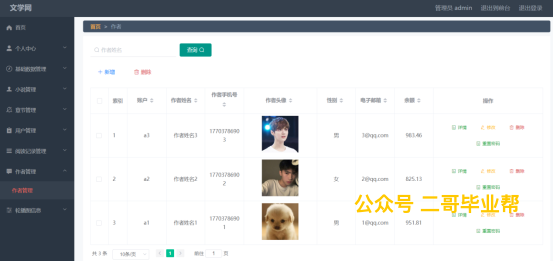 文学网
管理员 admin
退出到前台
退出登录
首页
个人中心
基础数据管理
小说管理
章节管理
用户管理
阅读记录管理
作者管理
作者管理
轮播图信息
首页 » 作者
作者姓名
查询
+ 新增
删除
索引 账户 作者姓名 作者手机号 作者头像 性别 电子邮箱 余额 操作
1 a3 作者姓名3 17703786903 男 3@qq.com 983.46 详情 修改 删除
重置密码
2 a2 作者姓名2 17703786902 女 2@qq.com 825.13 详情 修改 删除
重置密码
3 a1 作者姓名1 17703786901 男 1@qq.com 951.81 详情 修改 删除
重置密码
公众号 二哥毕业帮
共 3 条 10条/页 1 前往 1 页